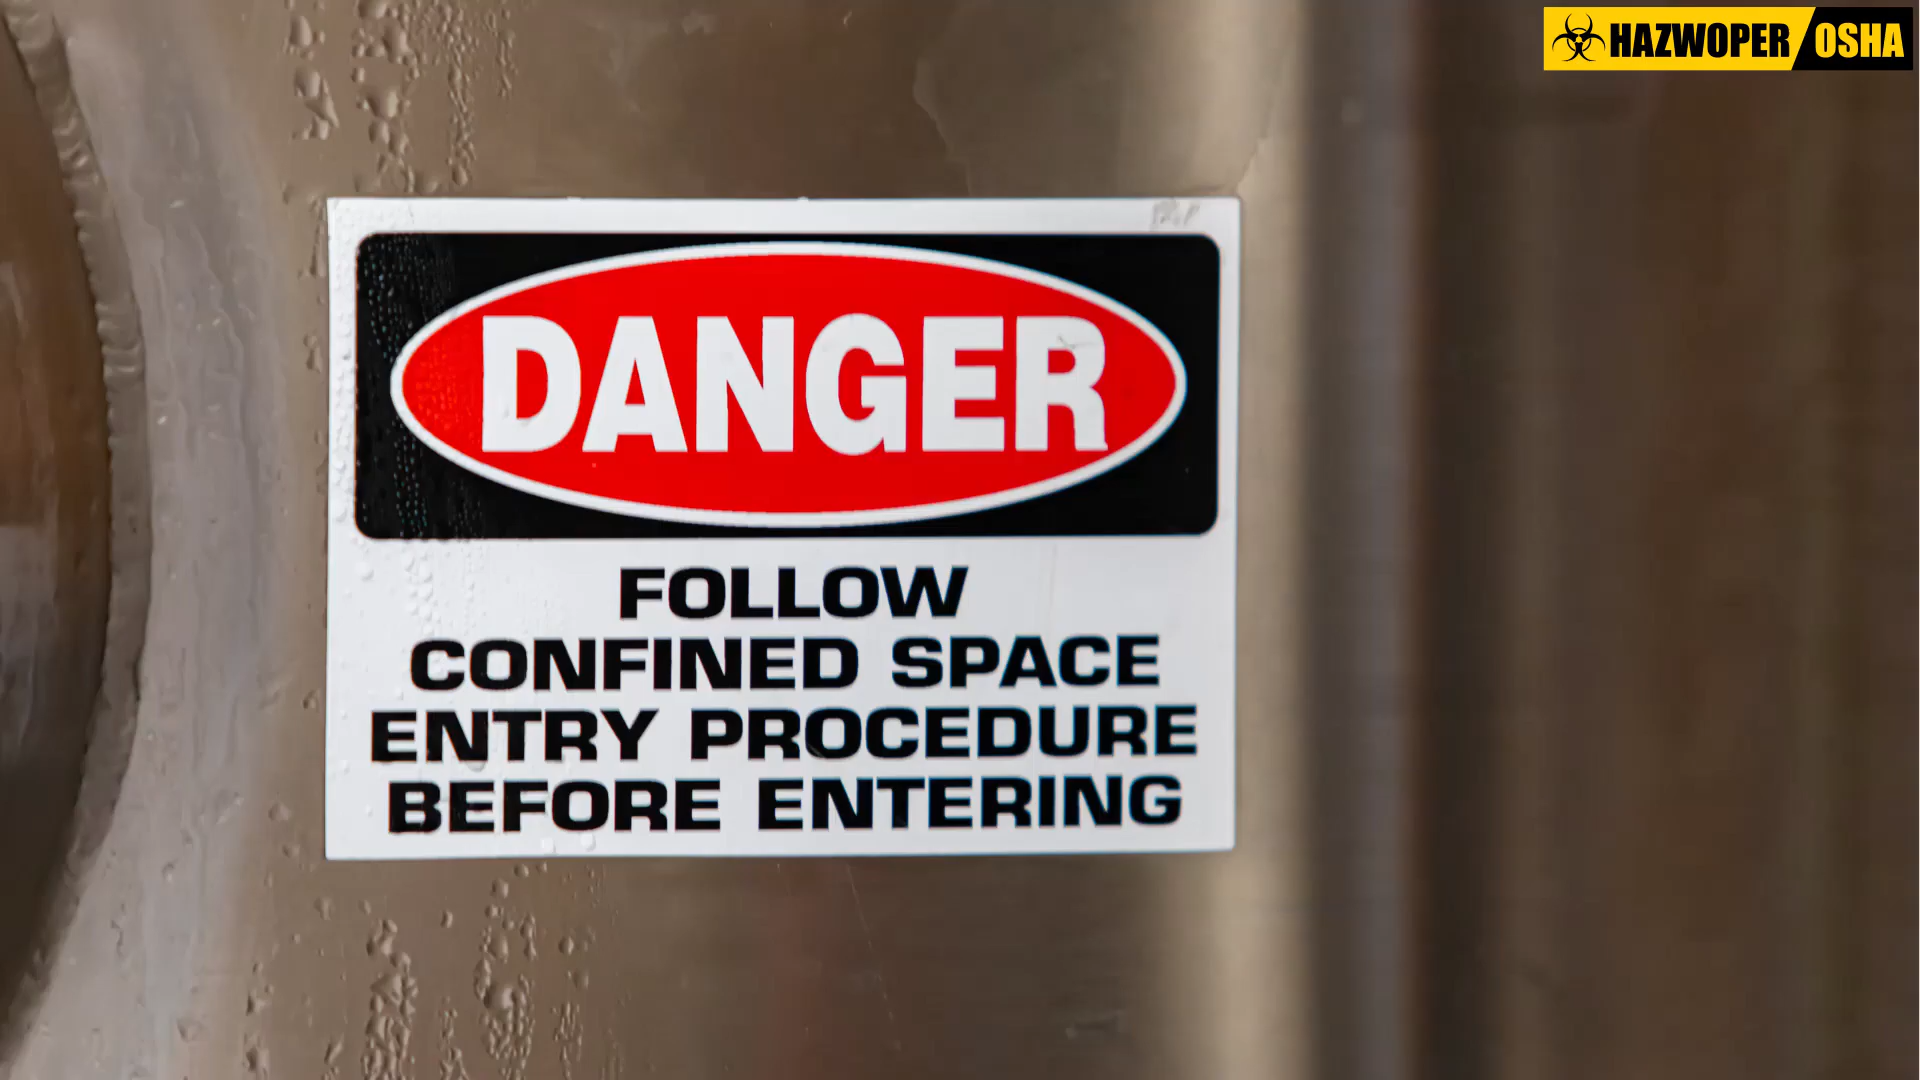 HAZWOPER/OSHA
DANGER
FOLLOW
CONFINED SPACE
ENTRY PROCEDURE
BEFORE ENTERING